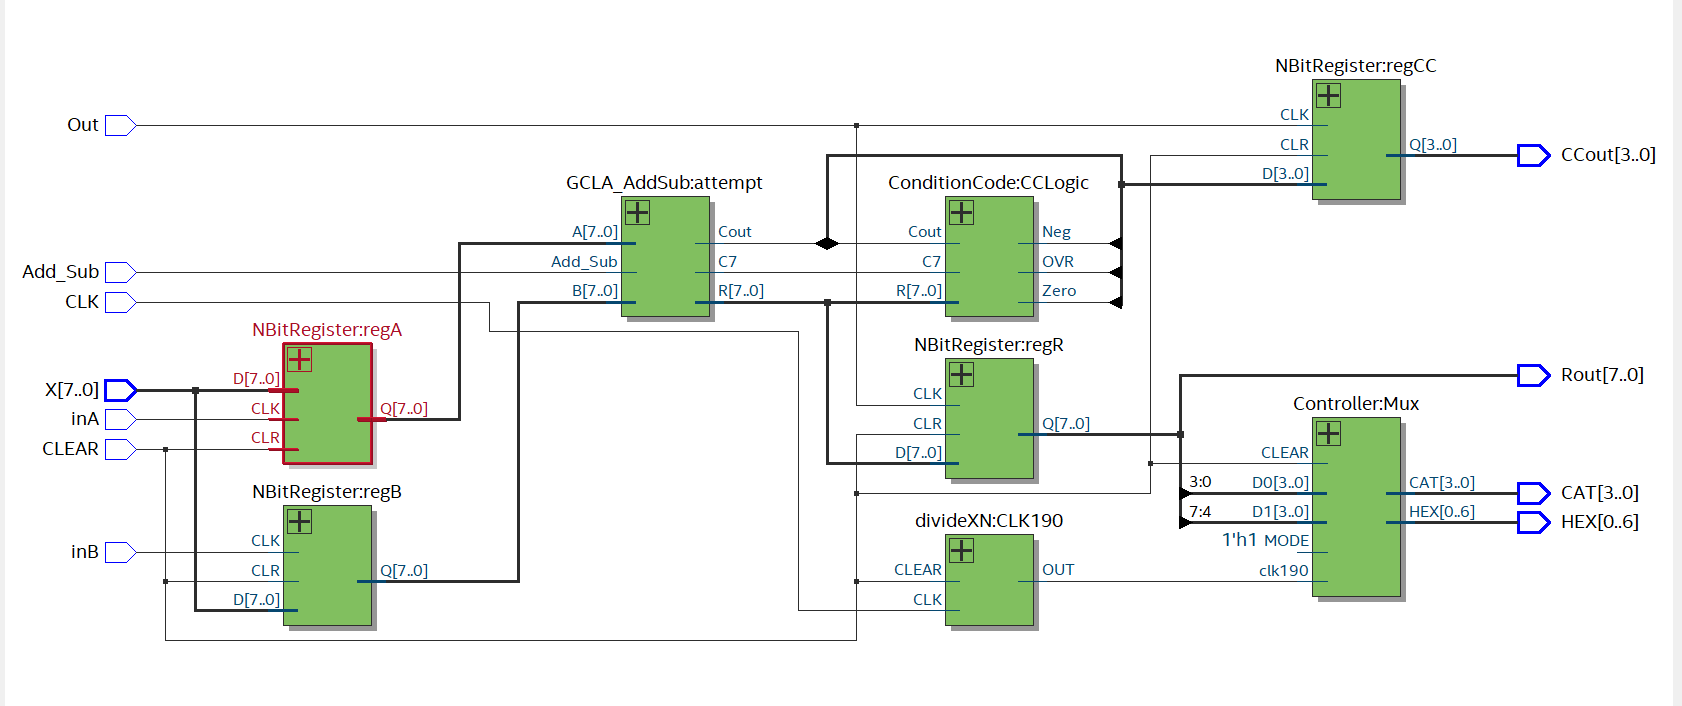 NBitRegister:regCC
CLK
CLR
D[3..0]
Q[3..0]
CCout[3..0]
Out
GCLA_AddSub:attempt
A[7..0]
Add_Sub
B[7..0]
Cout
C7
R[7..0]
ConditionCode:CCLogic
Cout
C7
R[7..0]
Neg
OVR
Zero
Add_Sub
CLK
NBitRegister:regA
D[7..0]
CLK
CLR
Q[7..0]
X[7..0]
inA
CLEAR
NBitRegister:regR
CLK
CLR
D[7..0]
Q[7..0]
Rout[7..0]
Controller:Mux
CLEAR
3:0
D0[3..0]
7:4
D1[3..0]
1'h1 MODE
clk190
CAT[3..0]
HEX[0..6]
CAT[3..0]
HEX[0..6]
NBitRegister:regB
CLK
CLR
D[7..0]
Q[7..0]
inB
divideXN:CLK190
CLEAR
CLK
OUT